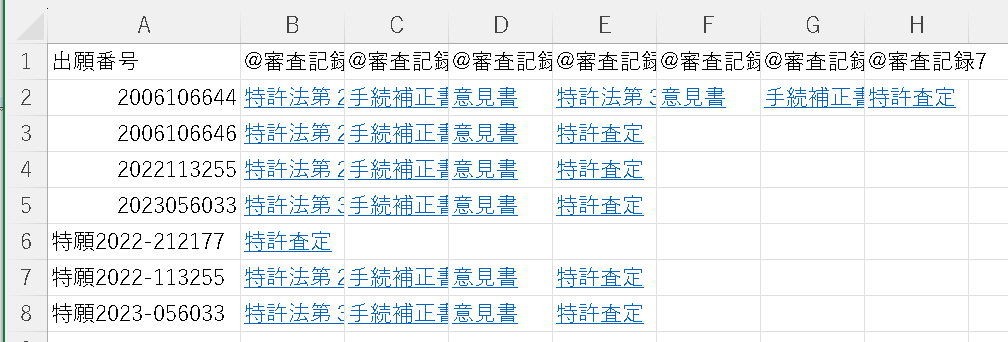 A B C D E F G H
1 出願番号 @審査記録 @審査記録 @審査記録 @審査記録 @審査記録 @審査記録 @審査記録7
2 2006106644 特許法第2 手続補正書 意見書 特許法第3 意見書 手続補正書 特許査定
3 2006106646 特許法第2 手続補正書 意見書 特許査定
4 2022113255 特許法第2 手続補正書 意見書 特許査定
5 2023056033 特許法第3 手続補正書 意見書 特許査定
6 特願2022-212177 特許査定
7 特願2022-113255 特許法第2 手続補正書 意見書 特許査定
8 特願2023-056033 特許法第3 手続補正書 意見書 特許査定